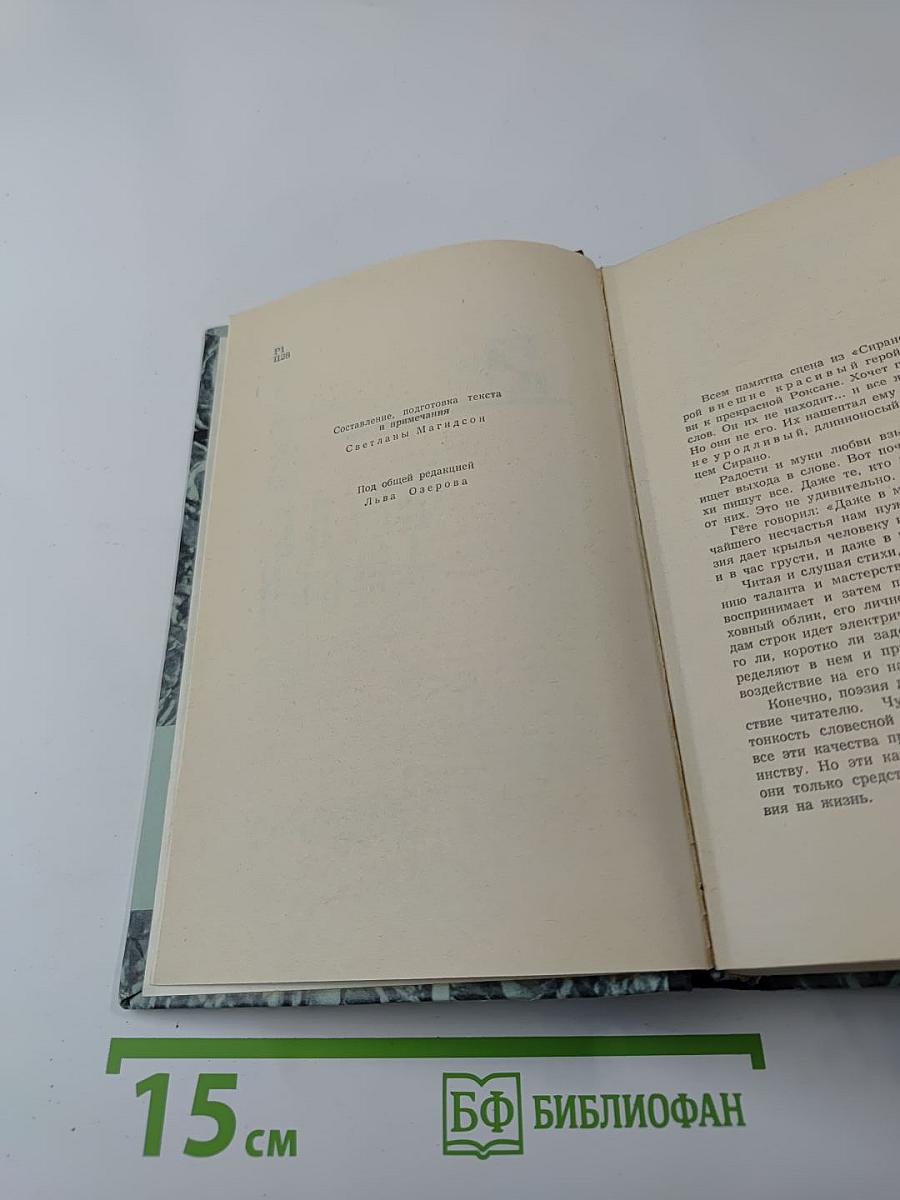 Р1
П28
Составление, подготовка текста
и примечания
Светланы Магидсон
Под общей редакцией
Льва Озерова
Всем памятна сцена из «Сирано
рой внешне красивый герой
ви к прекрасной Роксане. Хочет
слов. Он их не находит... и все
Но они не его. Их нашептал ему
не уродливый, длинноносый,
цем Сирано.
Радости и муки любви
ищет выхода в слове. Вот
хи пишут все. Даже те, кто
от них. Это не удивительно.
Гёте говорил: «Даже в
чайшего несчастья нам
зия дает крылья человеку
и в час грусти, и даже в
Читая и слушая стихи,
нию таланта и
воспринимает и затем
ховный облик, его
дам строк идет
го ли, коротко ли
ределяют в нем и
воздействие на его
Конечно, поэзия
ствие читателю.
тонкость словесной
все эти качества
инству. Но эти
они только
вия на жизнь.
15 см
БФ БИБЛИОФАН